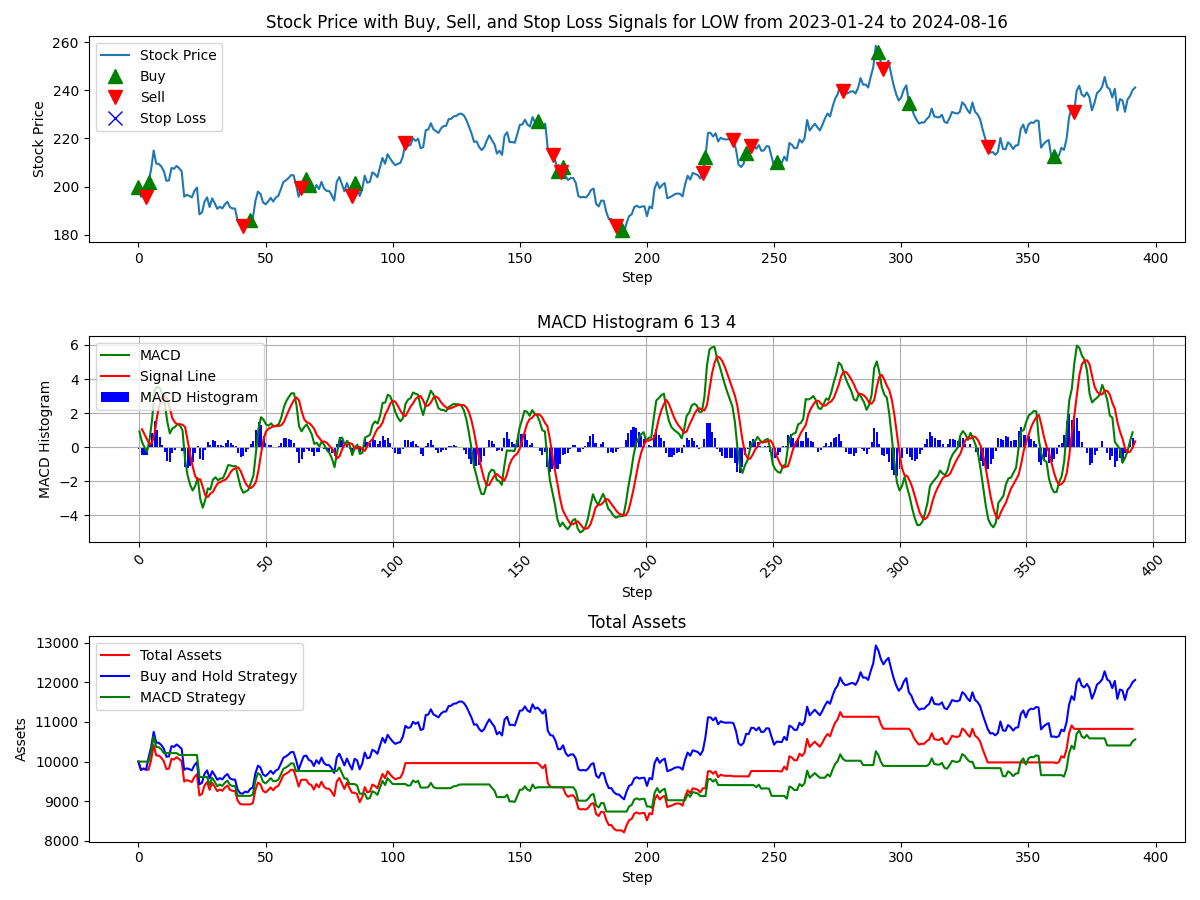 Stock Price with Buy, Sell, and Stop Loss Signals for LOW from 2023-01-24 to 2024-08-16
Stock Price
Buy
Sell
Stop Loss
Stock Price
260
240
220
200
180
0 50 100 150 200 250 300 350 400
Step
MACD Histogram 6 13 4
MACD
Signal Line
MACD Histogram
MACD Histogram
6
4
2
0
−2
−4
0 50 100 150 200 250 300 350 400
Step
Total Assets
Total Assets
Buy and Hold Strategy
MACD Strategy
Assets
13000
12000
11000
10000
9000
8000
0 50 100 150 200 250 300 350 400
Step